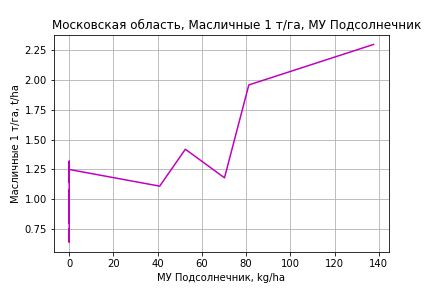 Московская область, Масличные 1 т/га, МУ Подсолнечник
2.25
2.00
1.75
1.50
1.25
1.00
0.75
Масличные 1 т/га, t/ha
0 20 40 60 80 100 120 140
МУ Подсолнечник, kg/ha